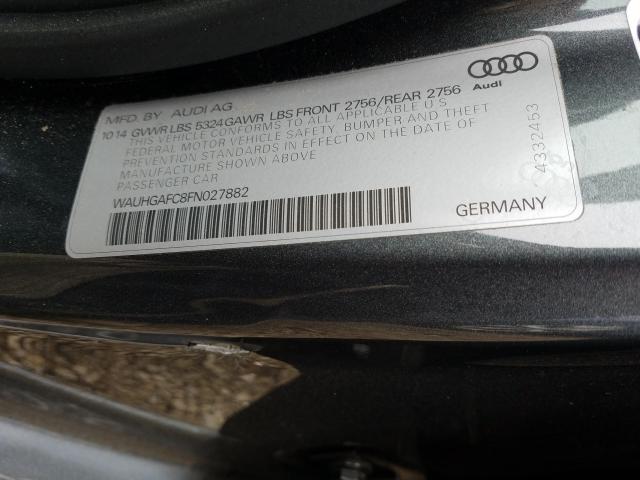 MFD. BY AUDI AG
1014 GVWR LBS 5324 GAWR LBS FRONT 2756/REAR 2756
THIS VEHICLE CONFORMS TO ALL APPLICABLE U S
FEDERAL MOTOR VEHICLE SAFETY, BUMPER AND THEFT
PREVENTION STANDARDS IN EFFECT ON THE DATE OF
MANUFACTURE SHOWN ABOVE
PASSENGER CAR
WAUHGAFC8FN027882
GERMANY
Audi
4332453